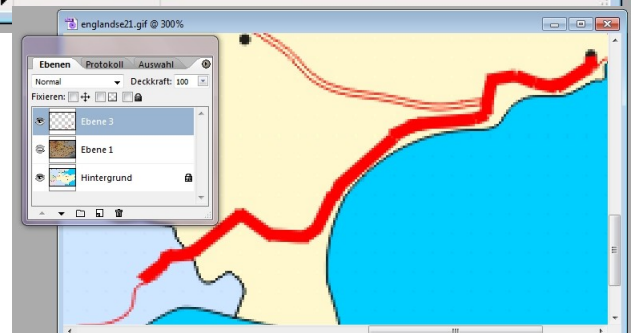 englandse21.gif @ 300%
Ebenen Protokoll Auswahl
Normal Deckkraft: 100
Fixieren:
Ebene 3
Ebene 1
Hintergrund